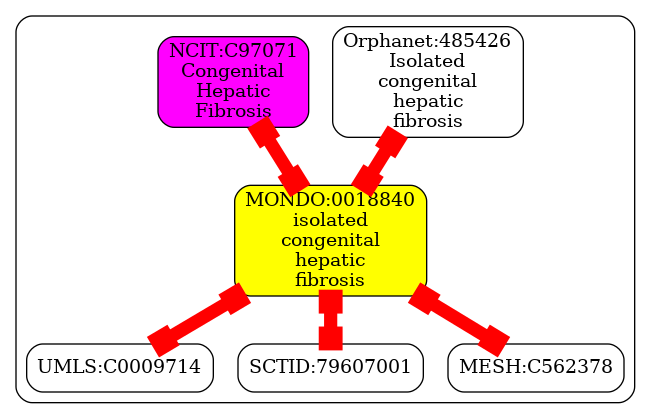 NCIT:C97071
Congenital
Hepatic
Fibrosis
Orphanet:485426
Isolated
congenital
hepatic
fibrosis
MONDO:0018840
isolated
congenital
hepatic
fibrosis
UMLS:C0009714
SCTID:79607001
MESH:C562378